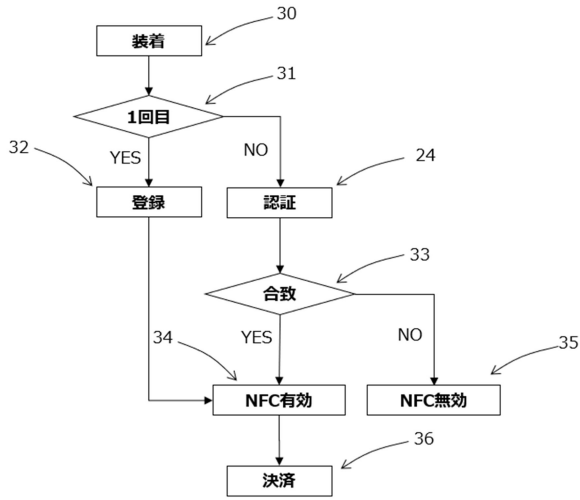 30
装着
31
1回目
32
YES
NO
24
登録
認証
33
合致
34
YES
NO
35
NFC有効
NFC無効
36
決済